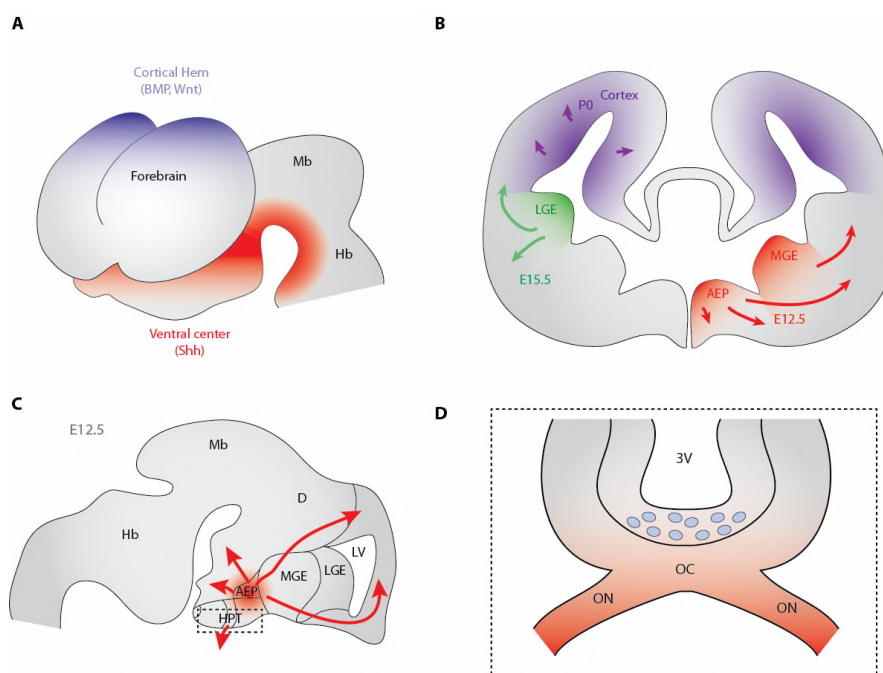 A
Cortical Hem
(BMP, Wnt)
Forebrain
Mb
Hb
Ventral center
(Shh)
B
P0
Cortex
LGE
E15.5
MGE
AEP
E12.5
C
E12.5
Mb
D
Hb
LV
LGE
MGE
AEP
HPT
D
3V
OC
ON
ON